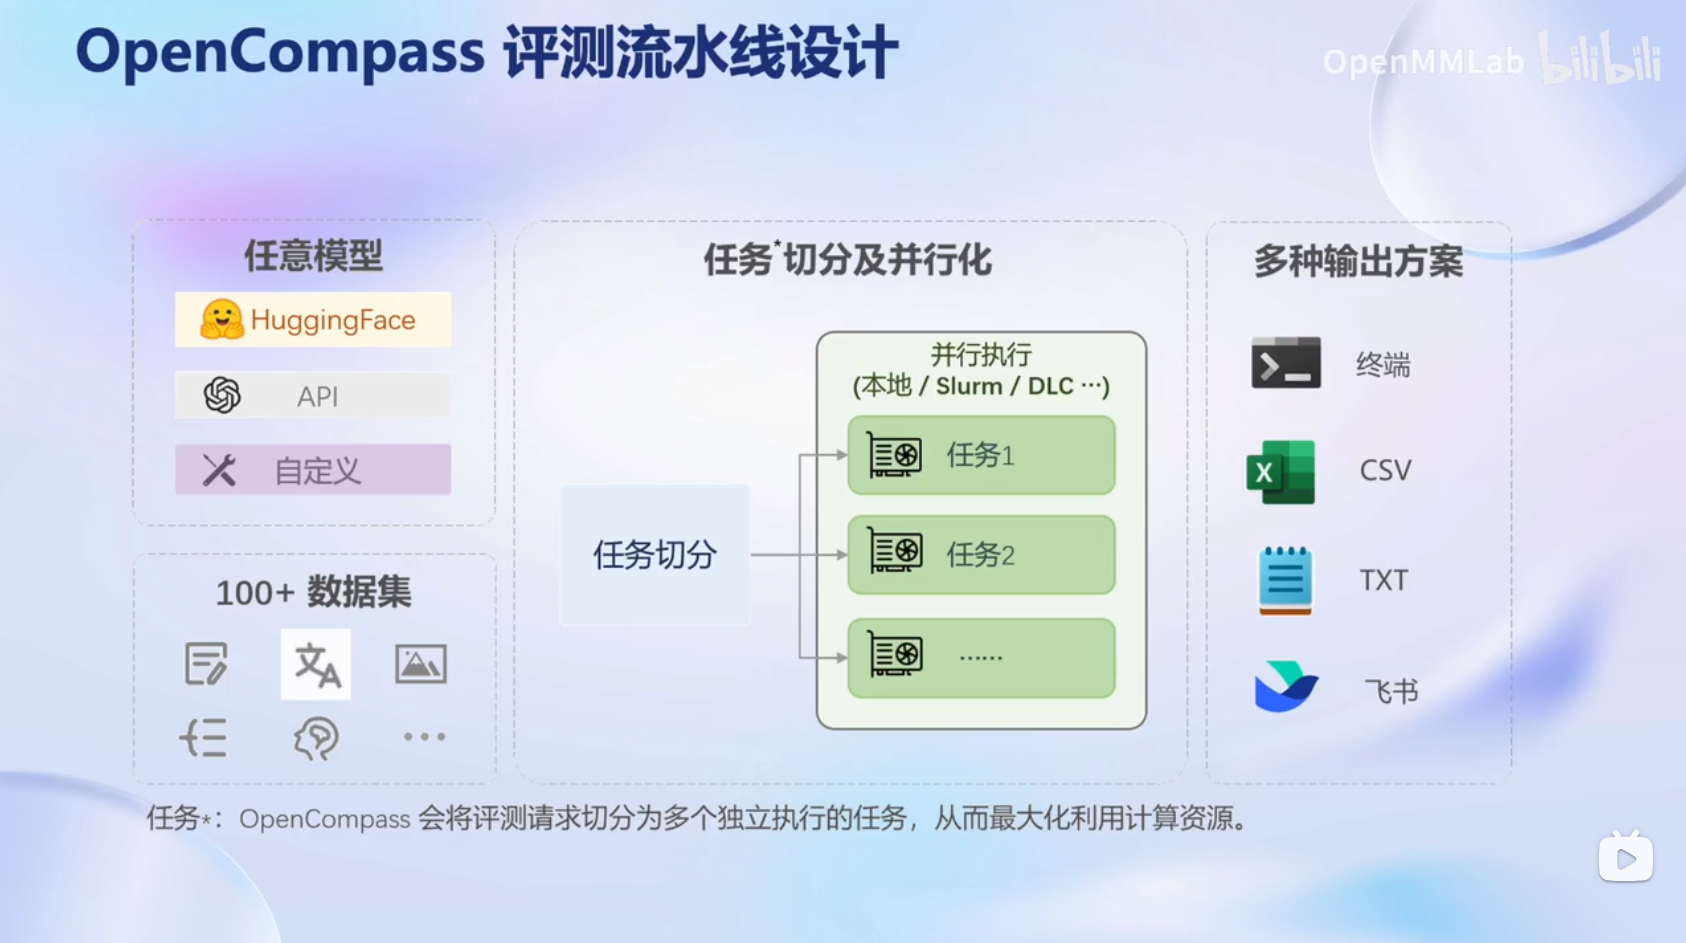 OpenCompass 评测流水线设计
OpenMMLab bilibili
任意模型
HuggingFace
API
自定义
100+ 数据集
文A
任务*切分及并行化
任务切分
并行执行
(本地 / Slurm / DLC ···)
任务1
任务2
······
多种输出方案
终端
X CSV
TXT
飞书
任务*：OpenCompass 会将评测请求切分为多个独立执行的任务，从而最大化利用计算资源。